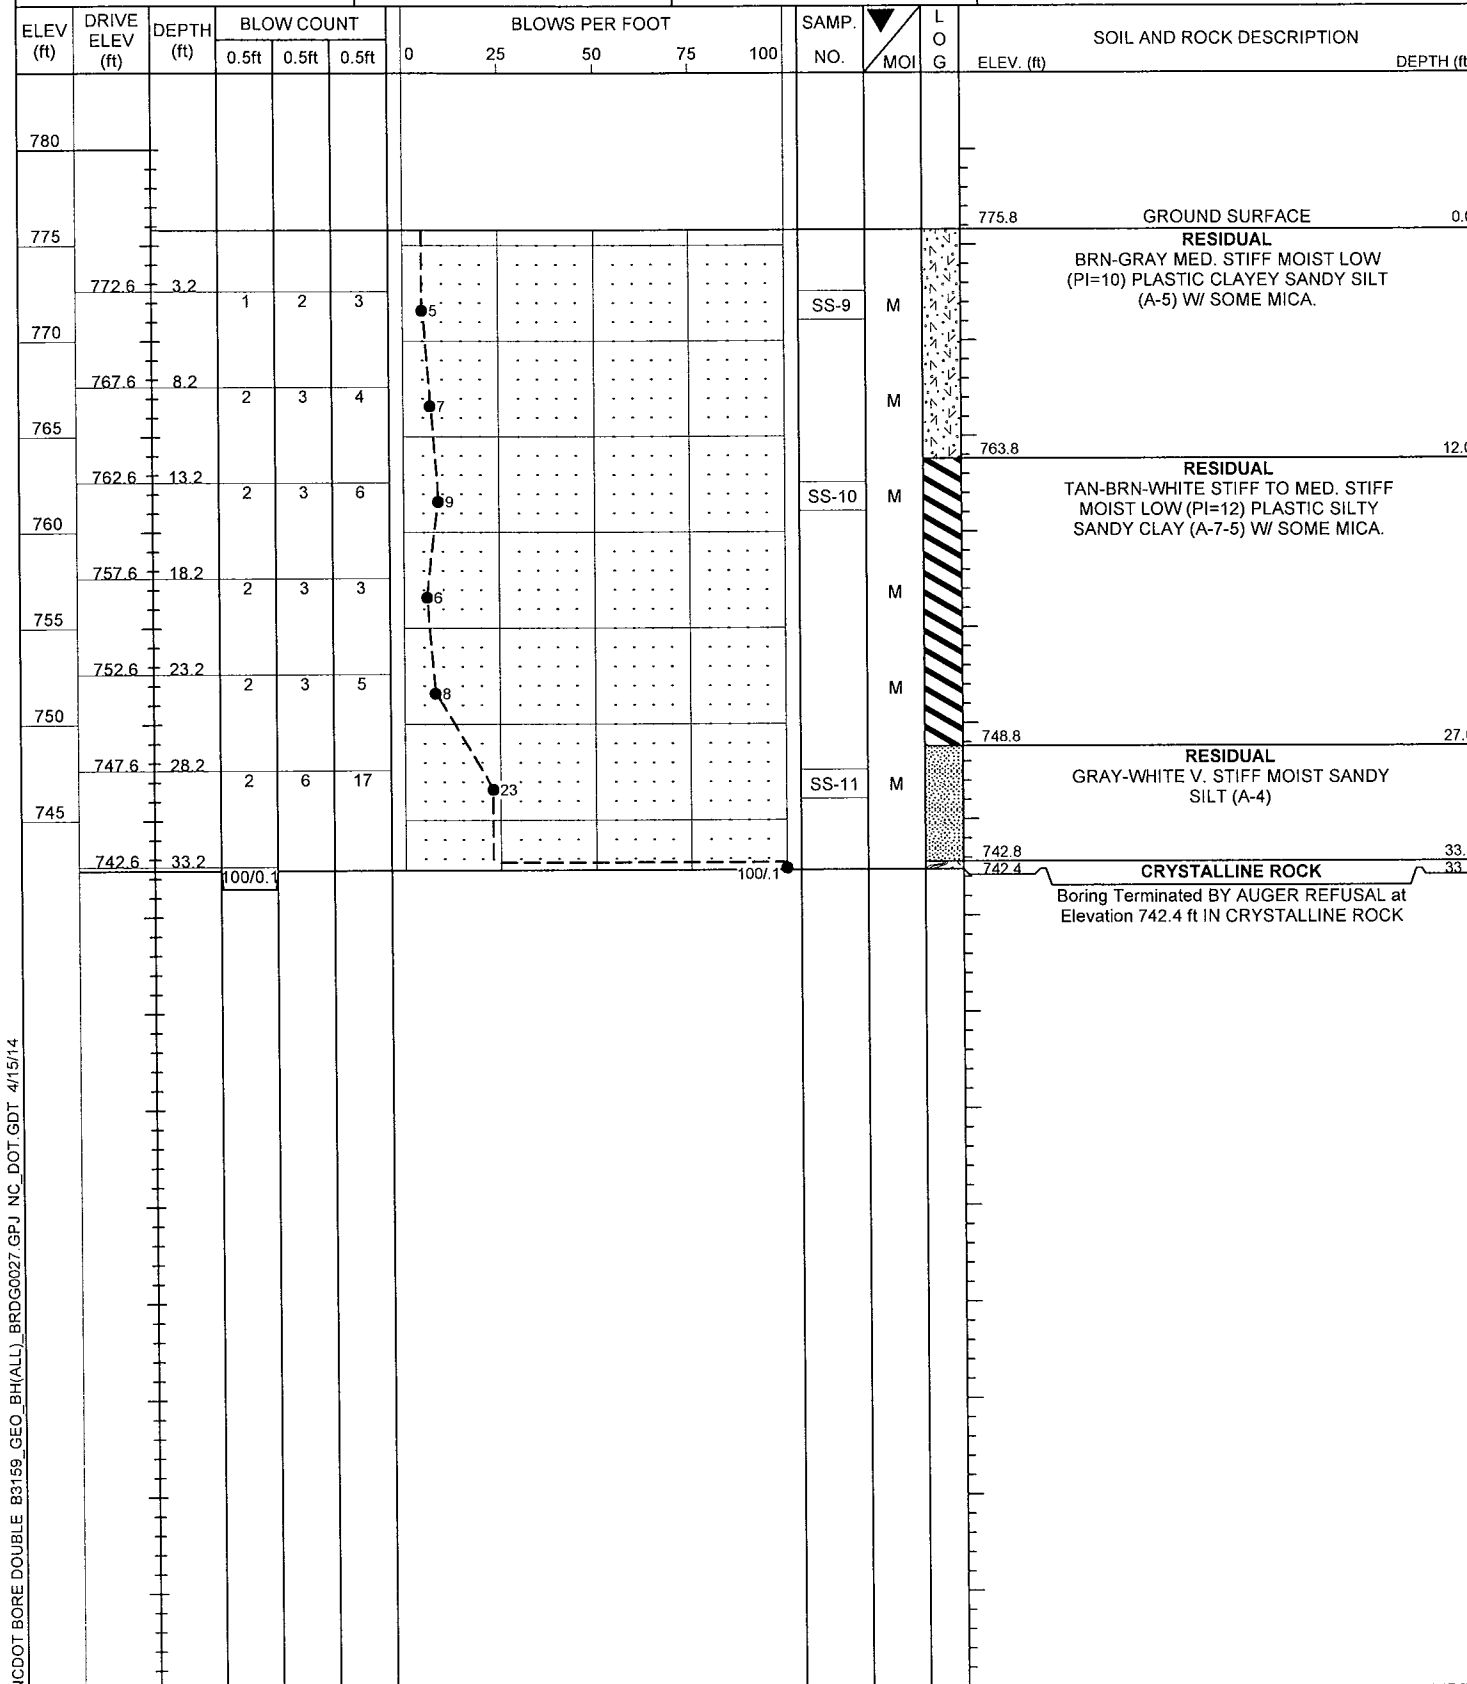 ELEV (ft) DRIVE ELEV (ft) DEPTH (ft) BLOW COUNT BLOWS PER FOOT SAMP. NO. MOI LOG SOIL AND ROCK DESCRIPTION
0.5ft 0.5ft 0.5ft 0 25 50 75 100 ELEV. (ft) DEPTH (ft
780
775.8 GROUND SURFACE 0.
775
RESIDUAL
BRN-GRAY MED. STIFF MOIST LOW
(PI=10) PLASTIC CLAYEY SANDY SILT
(A-5) W/ SOME MICA.
772.6 3.2
1 2 3 5 SS-9 M
770
767.6 8.2
2 3 4 7 M
765
763.8 12.
RESIDUAL
TAN-BRN-WHITE STIFF TO MED. STIFF
MOIST LOW (PI=12) PLASTIC SILTY
SANDY CLAY (A-7-5) W/ SOME MICA.
762.6 13.2
2 3 6 9 SS-10 M
760
757.6 18.2
2 3 3 6 M
755
752.6 23.2
2 3 5 8 M
750
748.8 27.
RESIDUAL
GRAY-WHITE V. STIFF MOIST SANDY
SILT (A-4)
747.6 28.2
2 6 17 23 SS-11 M
745
742.8 33.
742.6 33.2
100/0.1 100/.1
742.4 CRYSTALLINE ROCK 33
Boring Terminated BY AUGER REFUSAL at
Elevation 742.4 ft IN CRYSTALLINE ROCK
NCDOT BORE DOUBLE B3159_GEO_BH(ALL)_BRDG0027.GPJ NC_DOT.GDT 4/15/14